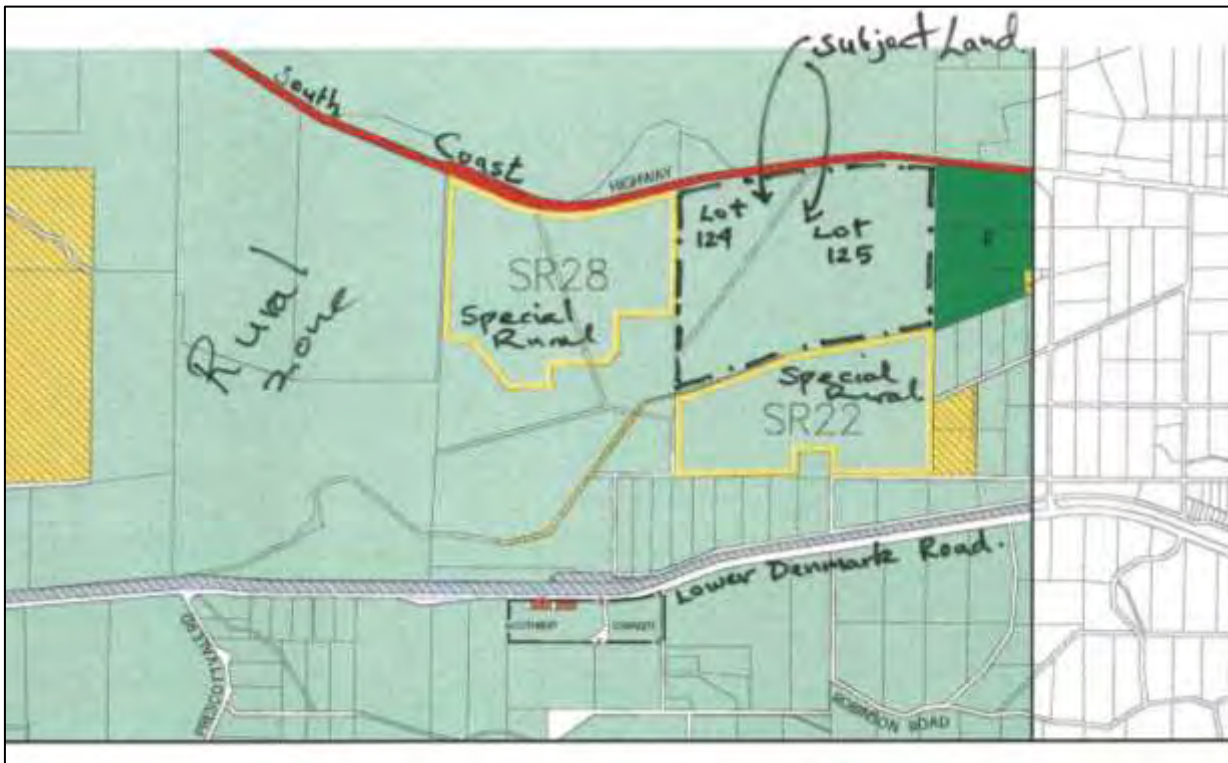 Subject Land.
South
Coast
HIGHWAY
Lot
124
Lot
125
SR28
Special
Rural
Rural
zone
Special
Rural
SR22
Lower Denmark Road.
ROBINSON ROAD